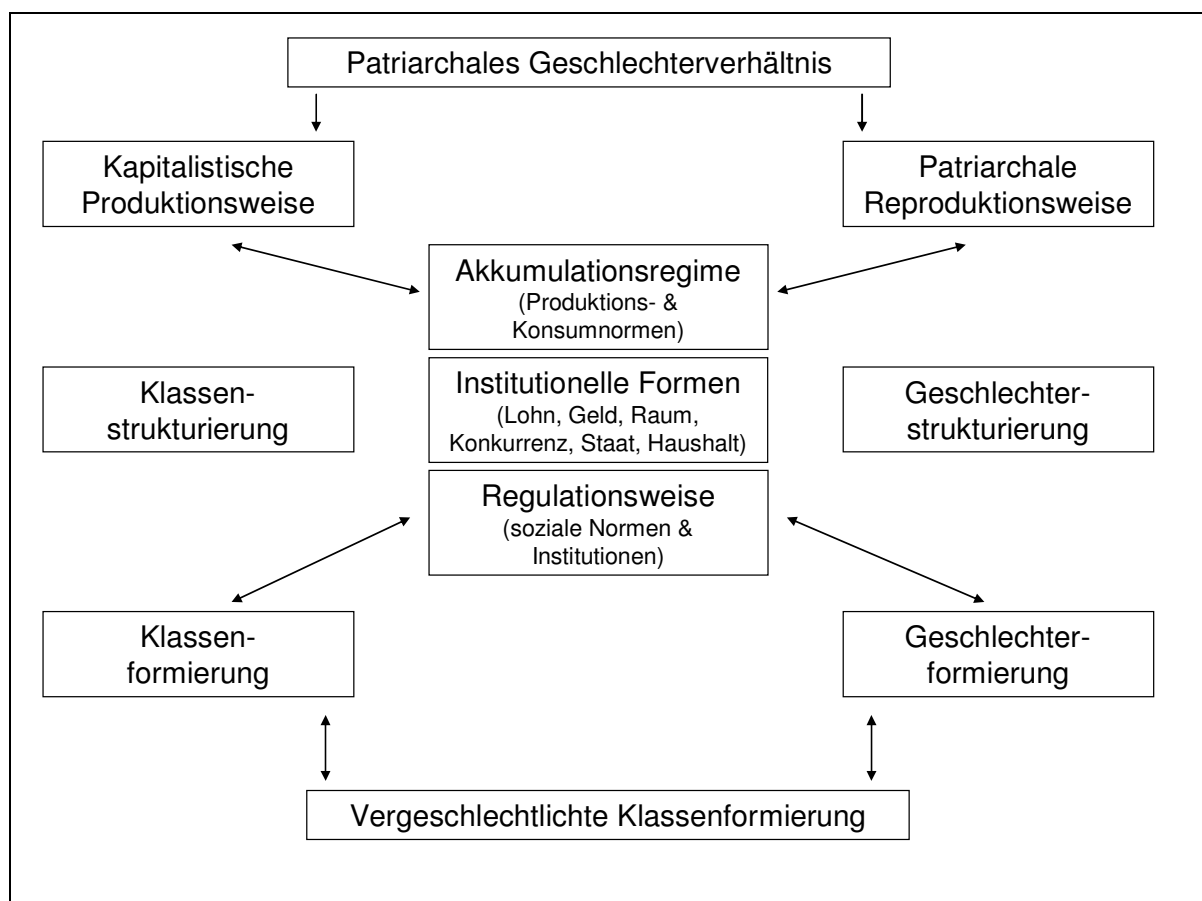 Patriarchales Geschlechterverhältnis
Kapitalistische
Produktionsweise
Patriarchale
Reproduktionsweise
Akkumulationsregime
(Produktions- &
Konsumnormen)
Klassen-
strukturierung
Institutionelle Formen
(Lohn, Geld, Raum,
Konkurrenz, Staat, Haushalt)
Geschlechter-
strukturierung
Regulationsweise
(soziale Normen &
Institutionen)
Klassen-
formierung
Geschlechter-
formierung
Vergeschlechtlichte Klassenformierung